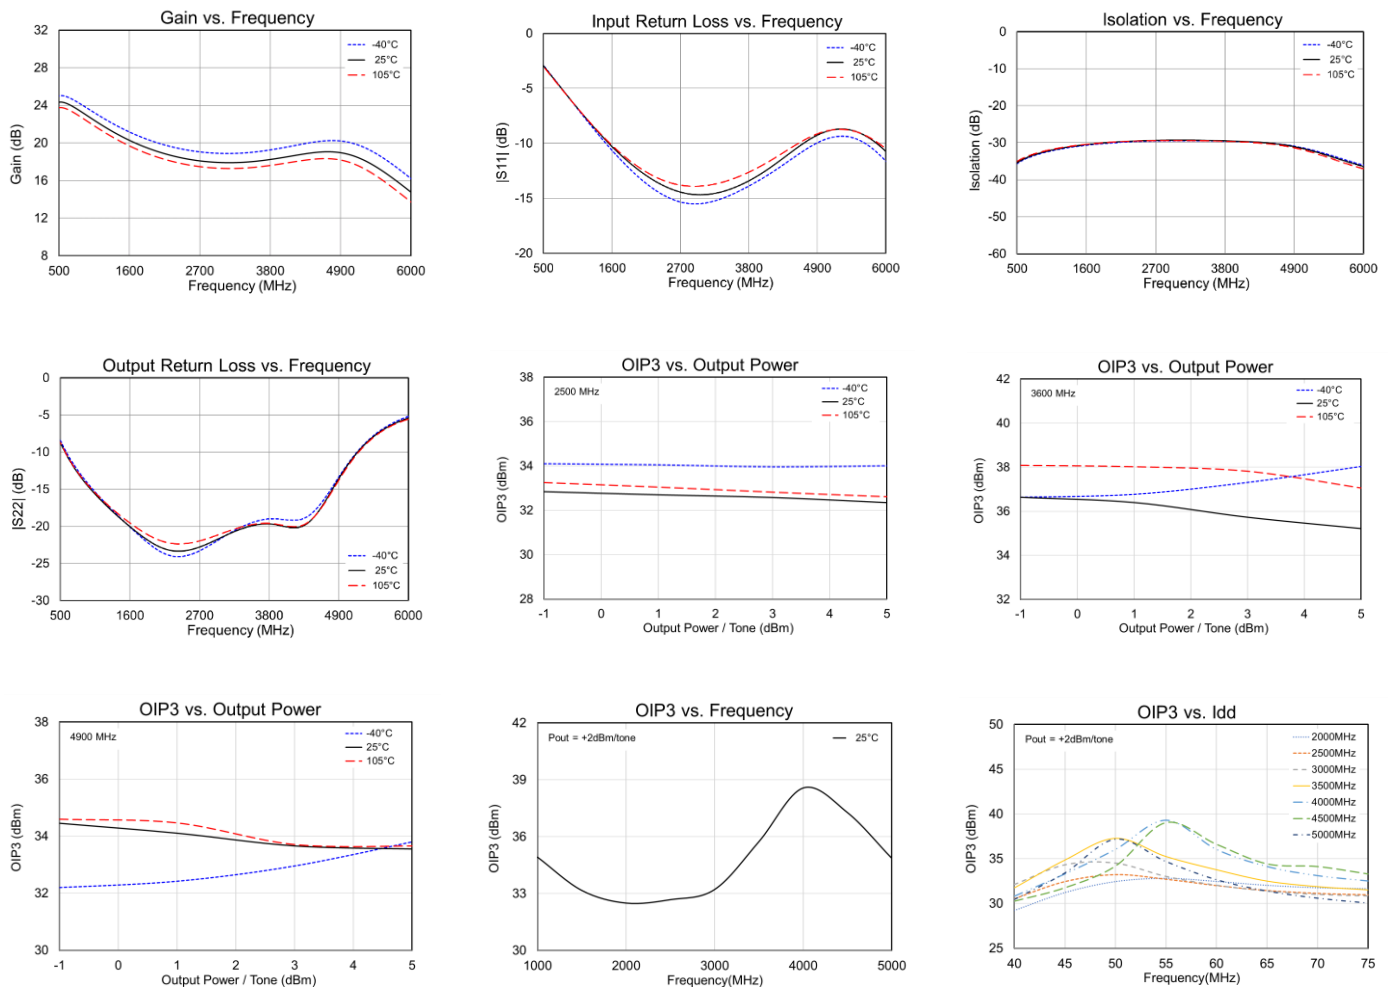 Gain vs. Frequency
32
28
24
20
16
12
8
Gain (dB)
-40°C
25°C
105°C
500 1600 2700 3800 4900 6000
Frequency (MHz)
Input Return Loss vs. Frequency
0
-5
-10
-15
-20
|S11| (dB)
-40°C
25°C
105°C
500 1600 2700 3800 4900 6000
Frequency (MHz)
Isolation vs. Frequency
0
-10
-20
-30
-40
-50
-60
Isolation (dB)
-40°C
25°C
105°C
500 1600 2700 3800 4900 6000
Frequency (MHz)
Output Return Loss vs. Frequency
0
-5
-10
-15
-20
-25
-30
|S22| (dB)
-40°C
25°C
105°C
500 1600 2700 3800 4900 6000
Frequency (MHz)
OIP3 vs. Output Power
38
36
34
32
30
28
OIP3 (dBm)
2500 MHz
-40°C
25°C
105°C
-1 0 1 2 3 4 5
Output Power / Tone (dBm)
OIP3 vs. Output Power
42
40
38
36
34
32
OIP3 (dBm)
3600 MHz
-40°C
25°C
105°C
-1 0 1 2 3 4 5
Output Power / Tone (dBm)
OIP3 vs. Output Power
38
36
34
32
30
OIP3 (dBm)
4900 MHz
-40°C
25°C
105°C
-1 0 1 2 3 4 5
Output Power / Tone (dBm)
OIP3 vs. Frequency
42
39
36
33
30
OIP3 (dBm)
Pout = +2dBm/tone
25°C
1000 2000 3000 4000 5000
Frequency(MHz)
OIP3 vs. Idd
50
45
40
35
30
25
OIP3 (dBm)
Pout = +2dBm/tone
2000MHz
2500MHz
3000MHz
3500MHz
4000MHz
4500MHz
5000MHz
40 45 50 55 60 65 70 75
Frequency(MHz)